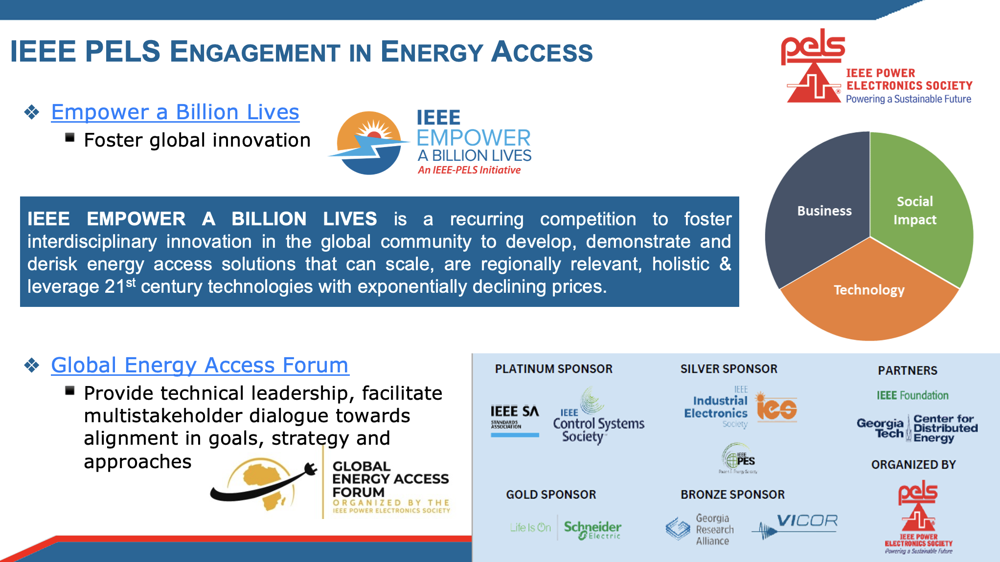 IEEE PELS ENGAGEMENT IN ENERGY ACCESS
pels
IEEE POWER
ELECTRONICS SOCIETY
®
Powering a Sustainable Future
❖ Empower a Billion Lives
■ Foster global innovation
IEEE
EMPOWER
A BILLION LIVES
An IEEE-PELS Initiative
IEEE EMPOWER A BILLION LIVES is a recurring competition to foster
interdisciplinary innovation in the global community to develop, demonstrate and
derisk energy access solutions that can scale, are regionally relevant, holistic &
leverage 21st century technologies with exponentially declining prices.
Business
Social
Impact
Technology
❖ Global Energy Access Forum
■ Provide technical leadership, facilitate
multistakeholder dialogue towards
alignment in goals, strategy and
approaches
GLOBAL
ENERGY ACCESS
FORUM
ORGANIZED BY THE
IEEE POWER ELECTRONICS SOCIETY
PLATINUM SPONSOR
IEEE SA
STANDARDS
ASSOCIATION
IEEE
Control Systems
Society
GOLD SPONSOR
Life Is On
Schneider
Electric
SILVER SPONSOR
IEEE
Industrial
Electronics
Society
ies
IEEE
PES
Power & Energy Society
BRONZE SPONSOR
Georgia
Research
Alliance
VICOR
PARTNERS
IEEE Foundation
Georgia
Tech
Center for
Distributed
Energy
ORGANIZED BY
pels
IEEE POWER
ELECTRONICS SOCIETY
Powering a Sustainable Future